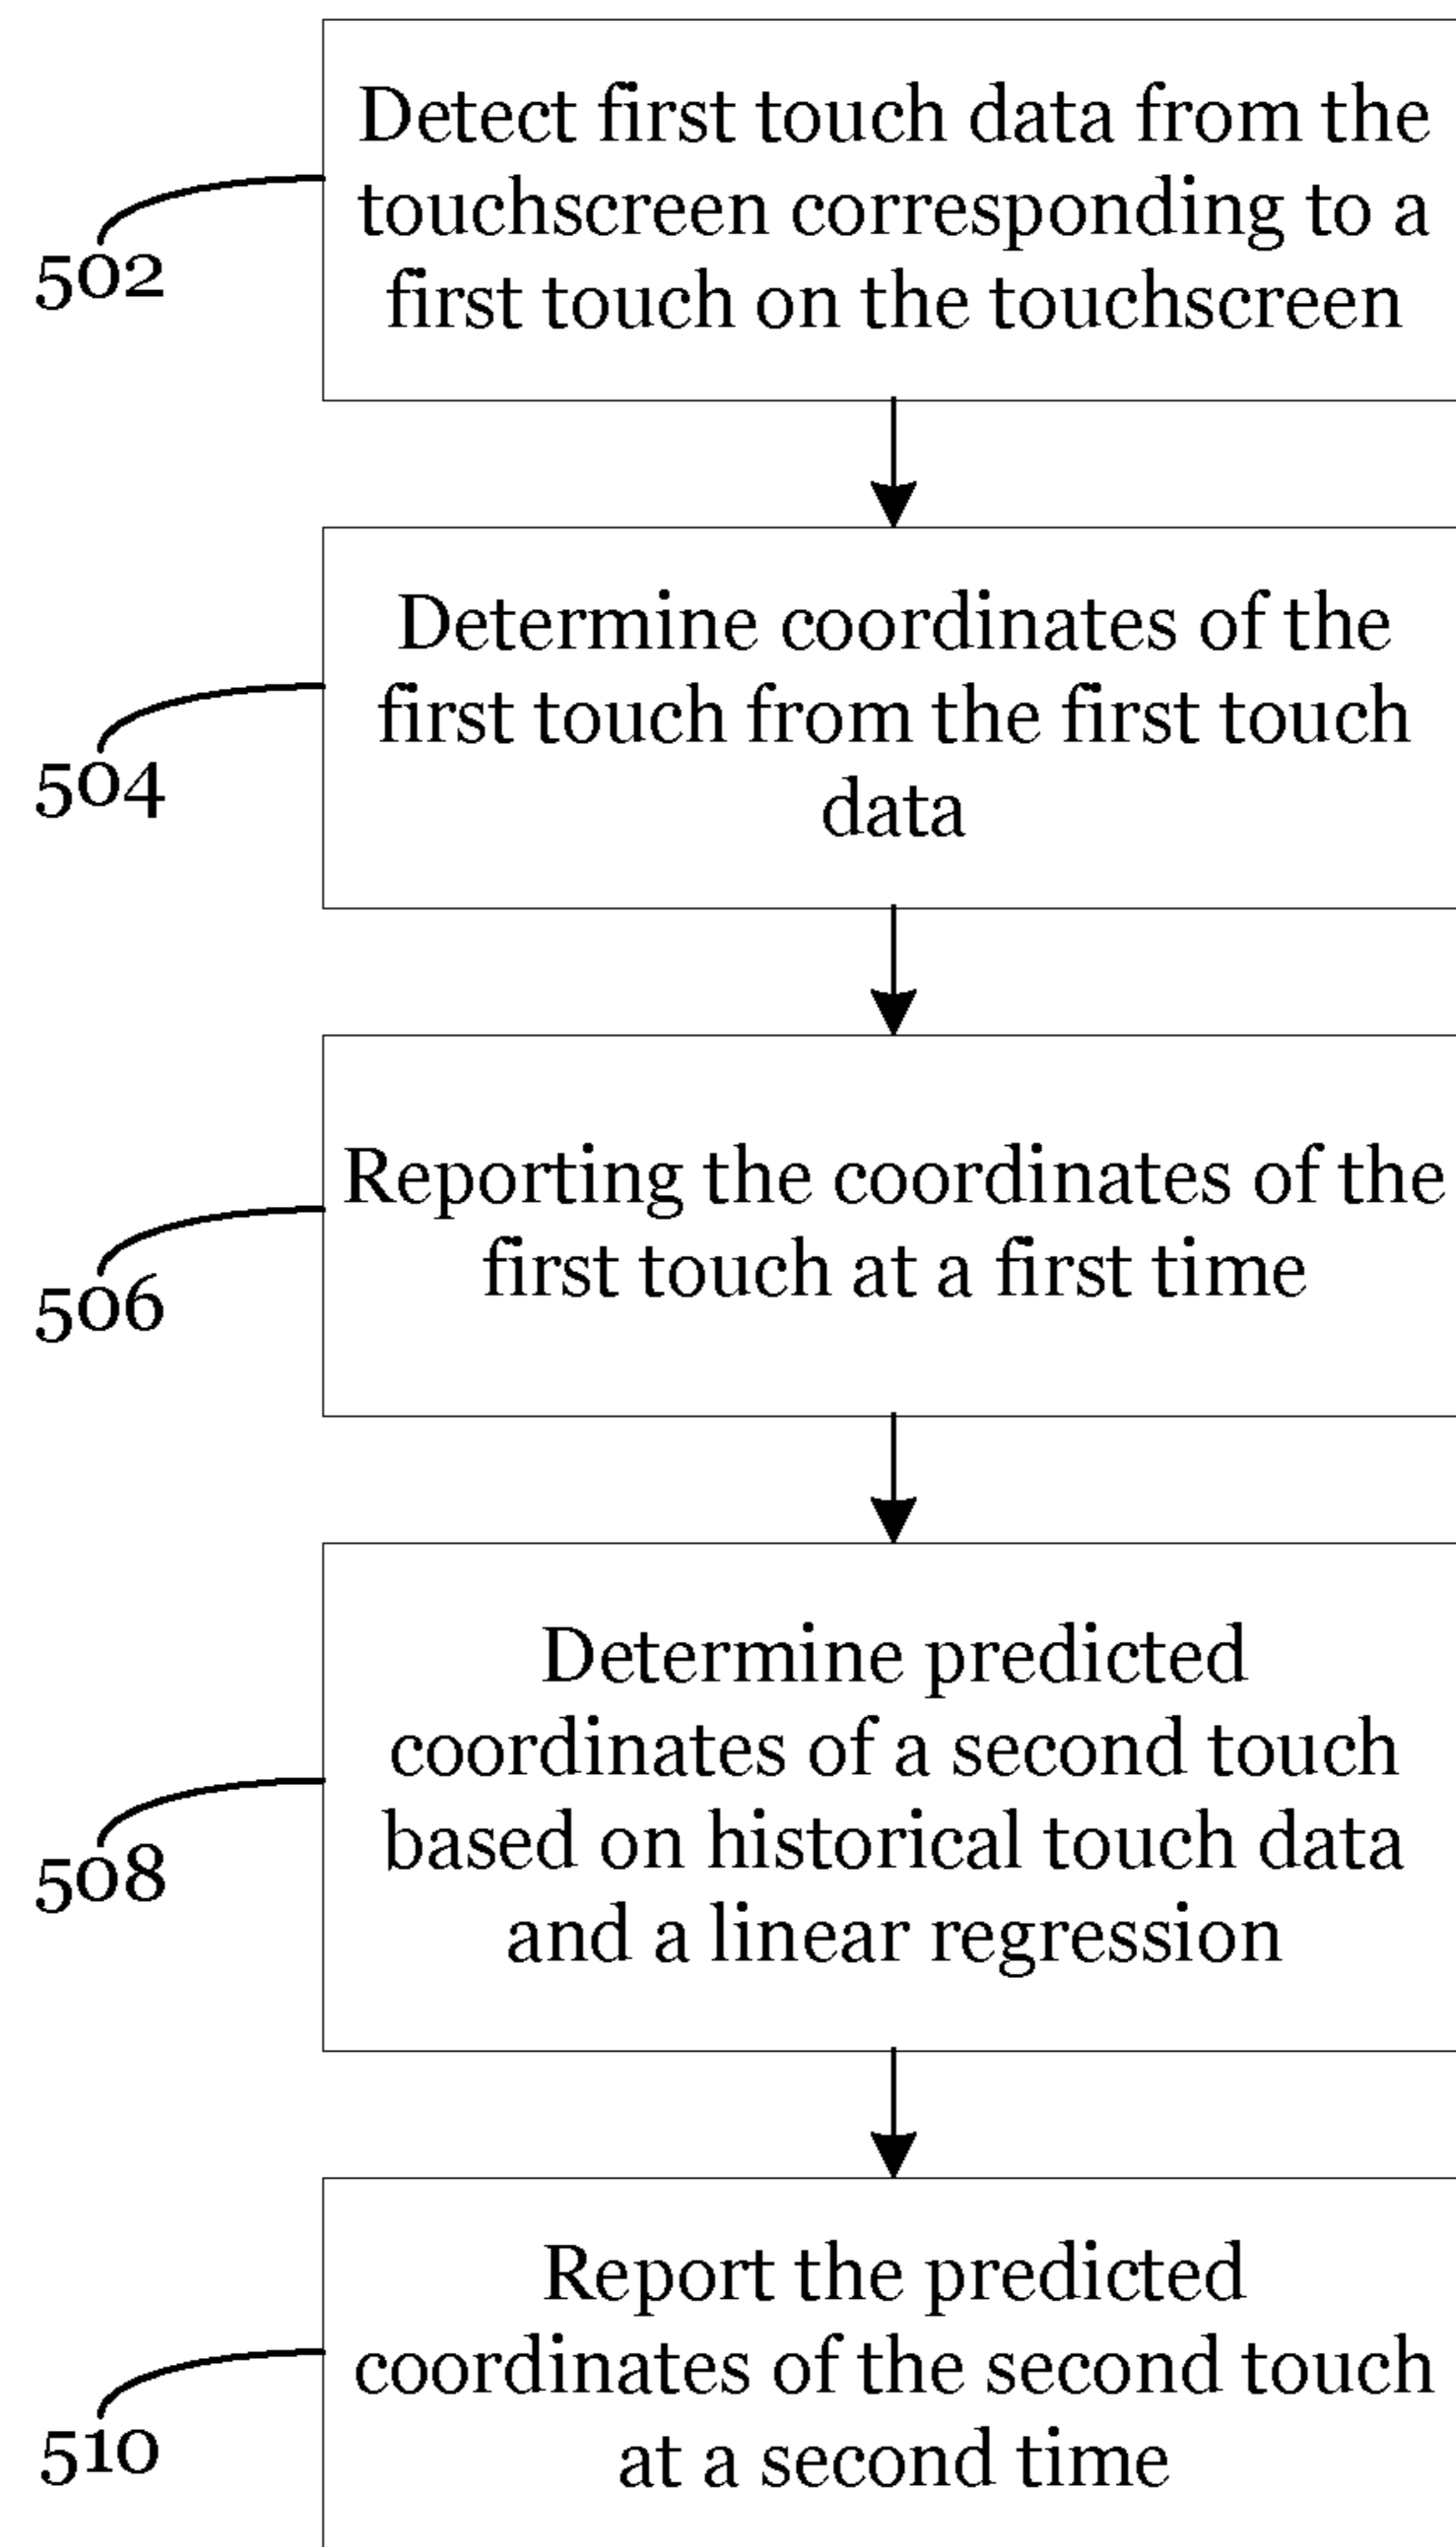 Detect first touch data from the
touchscreen corresponding to a
first touch on the touchscreen
502
Determine coordinates of the
first touch from the first touch
data
504
Reporting the coordinates of the
first touch at a first time
506
Determine predicted
coordinates of a second touch
based on historical touch data
and a linear regression
508
Report the predicted
coordinates of the second touch
at a second time
510